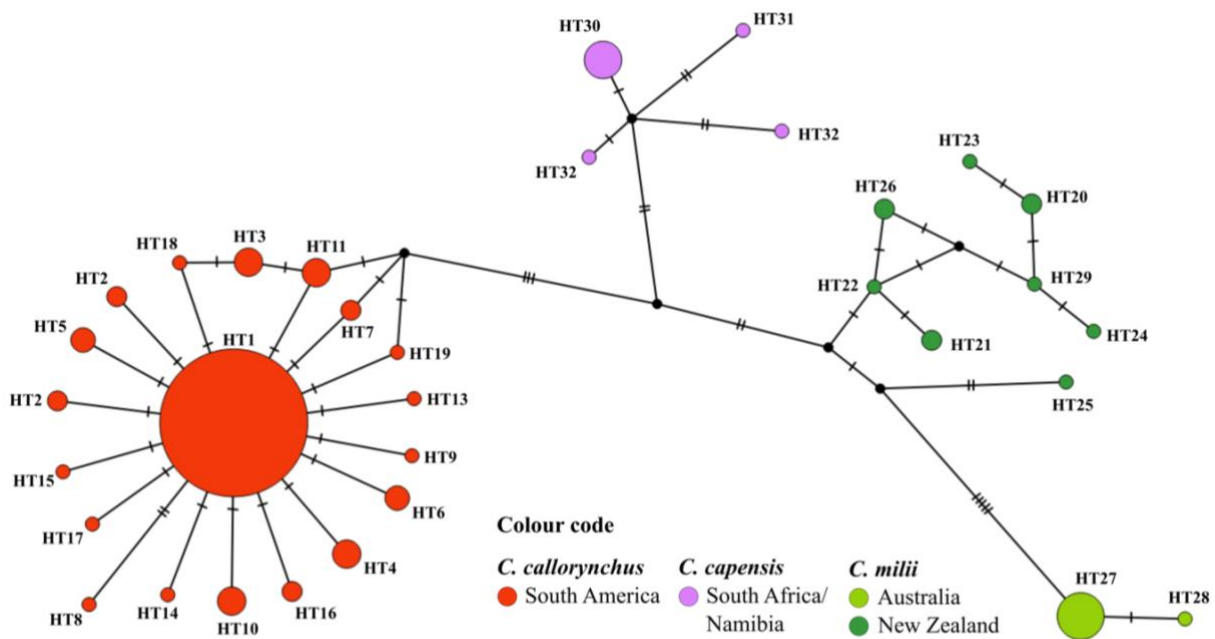 HT30
HT31
HT32
HT32
HT23
HT26
HT20
HT18
HT3
HT11
HT2
HT22
HT29
HT5
HT7
HT1
HT21
HT24
HT19
HT2
HT13
HT25
HT9
HT15
HT6
HT17
HT4
HT8
HT14
HT10
HT16
HT27
HT28
Colour code
C. callorynchus
South America
C. capensis
South Africa/
Namibia
C. milii
Australia
New Zealand